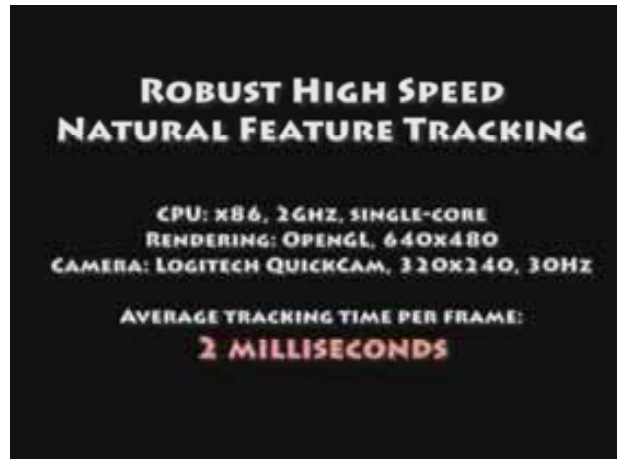 ROBUST HIGH SPEED
NATURAL FEATURE TRACKING
CPU: x86, 2GHZ, SINGLE-CORE
RENDERING: OPENGL, 640x480
CAMERA: LOGITECH QUICKCAM, 320x240, 30HZ
AVERAGE TRACKING TIME PER FRAME:
2 MILLISECONDS